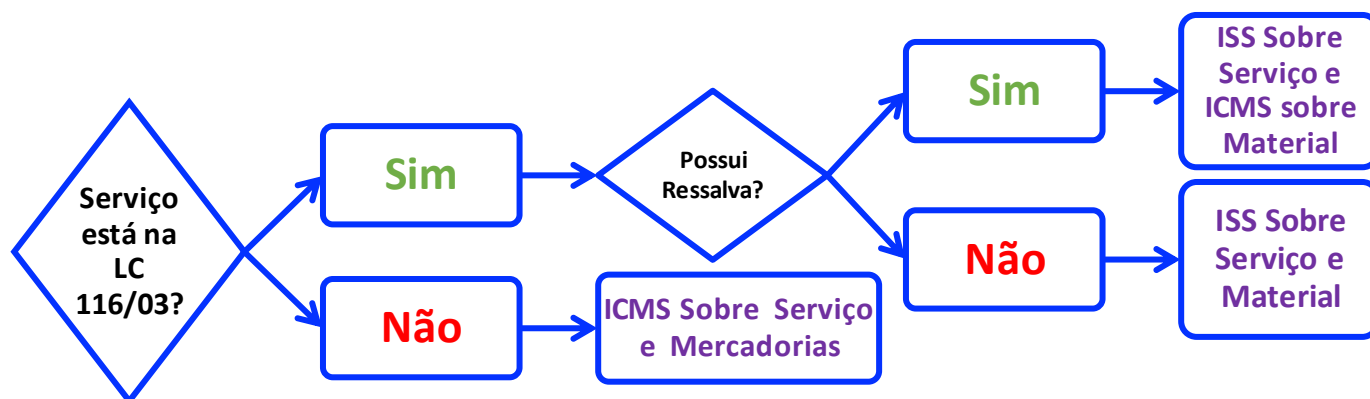 Serviço
está na
LC
116/03?
Sim
Não
ICMS Sobre Serviço
e Mercadorias
Possui
Ressalva?
Sim
Não
ISS Sobre
Serviço e
ICMS sobre
Material
ISS Sobre
Serviço e
Material